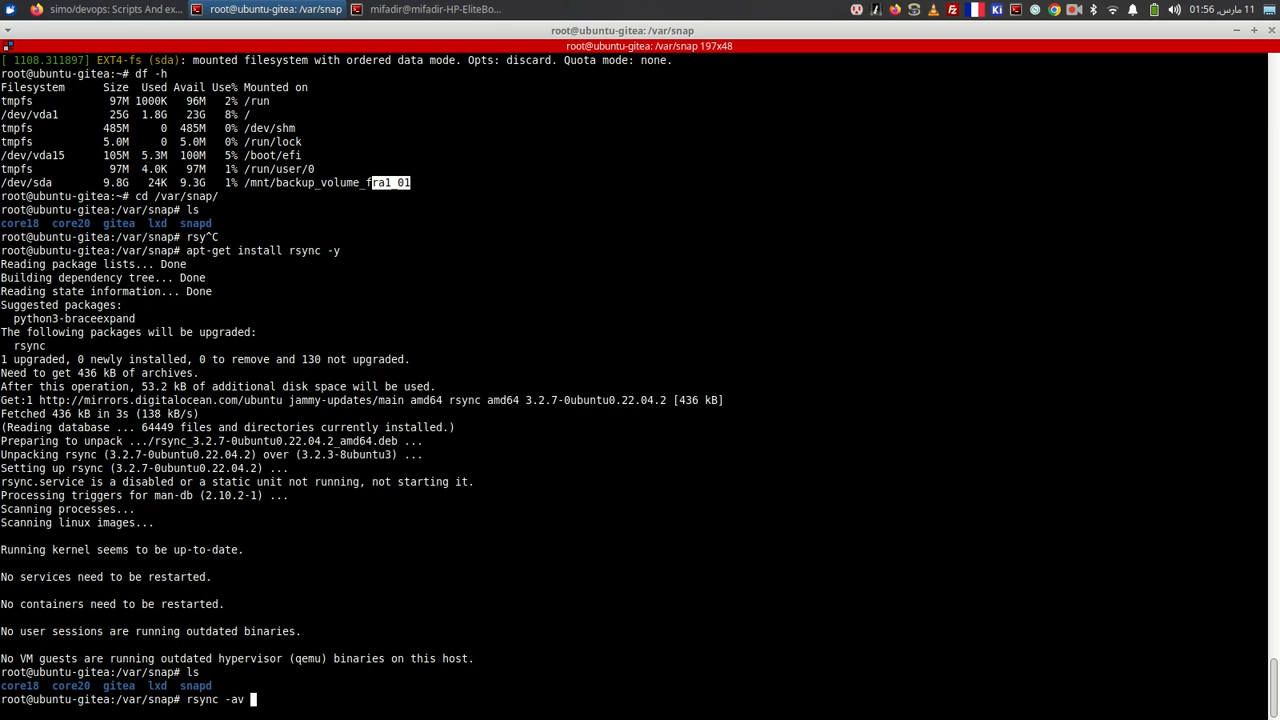 simo/devops: Scripts And ex...
root@ubuntu-gitea: /var/snap
mifadir@mifadir-HP-EliteBo...
Ki
01:56 ,مارس 11
root@ubuntu-gitea: /var/snap
root@ubuntu-gitea: /var/snap 197x48
[ 1108.311897] EXT4-fs (sda): mounted filesystem with ordered data mode. Opts: discard. Quota mode: none.
root@ubuntu-gitea:~# df -h
Filesystem      Size  Used Avail Use% Mounted on
tmpfs            97M 1000K   96M   2% /run
/dev/vda1        25G  1.8G   23G   8% /
tmpfs           485M     0  485M   0% /dev/shm
tmpfs           5.0M     0  5.0M   0% /run/lock
/dev/vda15      105M  5.3M  100M   5% /boot/efi
tmpfs            97M  4.0K   97M   1% /run/user/0
/dev/sda        9.8G   24K  9.3G   1% /mnt/backup_volume_fra1_01
root@ubuntu-gitea:~# cd /var/snap/
root@ubuntu-gitea:/var/snap# ls
core18  core20  gitea  lxd  snapd
root@ubuntu-gitea:/var/snap# rsy^C
root@ubuntu-gitea:/var/snap# apt-get install rsync -y
Reading package lists... Done
Building dependency tree... Done
Reading state information... Done
Suggested packages:
  python3-braceexpand
The following packages will be upgraded:
  rsync
1 upgraded, 0 newly installed, 0 to remove and 130 not upgraded.
Need to get 436 kB of archives.
After this operation, 53.2 kB of additional disk space will be used.
Get:1 http://mirrors.digitalocean.com/ubuntu jammy-updates/main amd64 rsync amd64 3.2.7-0ubuntu0.22.04.2 [436 kB]
Fetched 436 kB in 3s (138 kB/s)
(Reading database ... 64449 files and directories currently installed.)
Preparing to unpack .../rsync_3.2.7-0ubuntu0.22.04.2_amd64.deb ...
Unpacking rsync (3.2.7-0ubuntu0.22.04.2) over (3.2.3-8ubuntu3) ...
Setting up rsync (3.2.7-0ubuntu0.22.04.2) ...
rsync.service is a disabled or a static unit not running, not starting it.
Processing triggers for man-db (2.10.2-1) ...
Scanning processes...
Scanning linux images...
Running kernel seems to be up-to-date.
No services need to be restarted.
No containers need to be restarted.
No user sessions are running outdated binaries.
No VM guests are running outdated hypervisor (qemu) binaries on this host.
root@ubuntu-gitea:/var/snap# ls
core18  core20  gitea  lxd  snapd
root@ubuntu-gitea:/var/snap# rsync -av